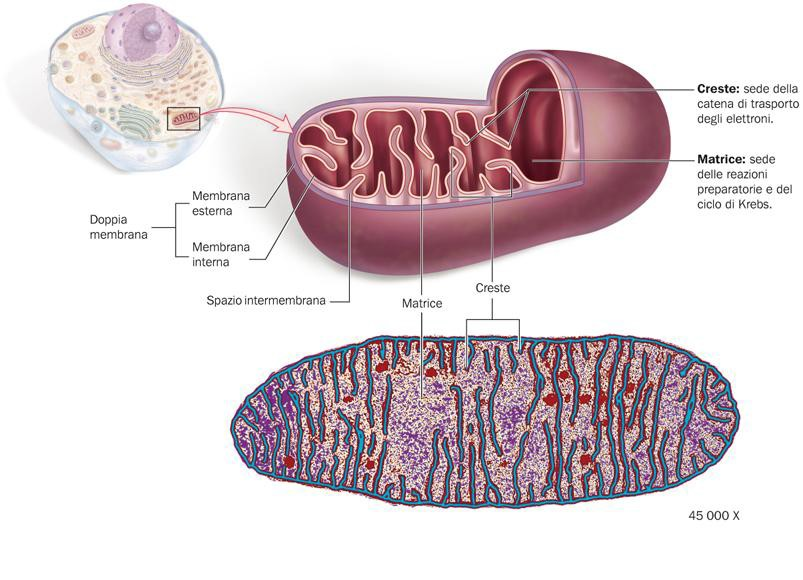 Creste: sede della
catena di trasporto
degli elettroni.
Matrice: sede
delle reazioni
preparatorie e del
ciclo di Krebs.
Membrana
esterna
Doppia
membrana
Membrana
interna
Spazio intermembrana
Matrice
Creste
45 000 X